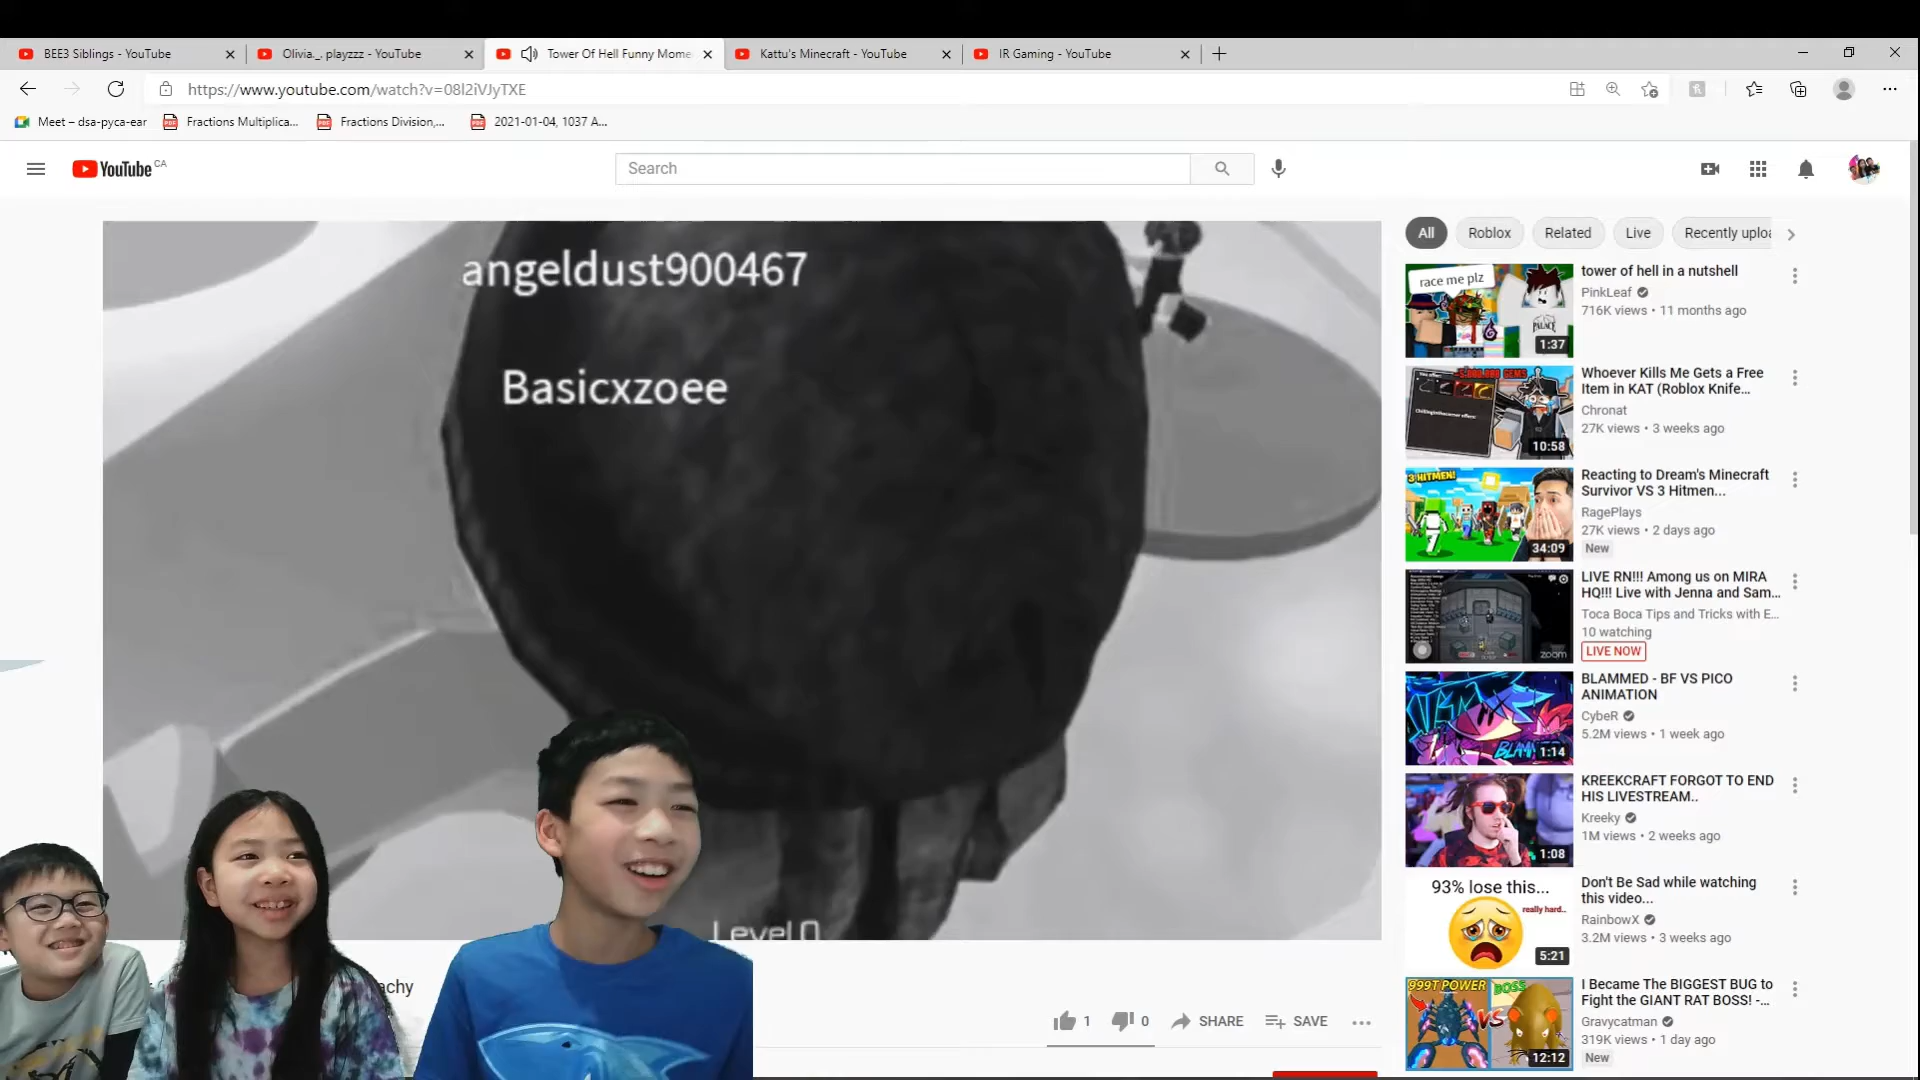 BEE3 Siblings - YouTube
Olivia._. playzzz - YouTube
Tower Of Hell Funny Mome
Kattu's Minecraft - YouTube
IR Gaming - YouTube
https://www.youtube.com/watch?v=08l2iVJyTXE
Meet – dsa-pyca-ear
Fractions Multiplica...
Fractions Division,...
2021-01-04, 1037 A...
YouTube CA
Search
angeldust900467
Basicxzoee
Level 0
achy
1
0
SHARE
SAVE
All
Roblox
Related
Live
Recently uploa
race me plz
PALACE
1:37
tower of hell in a nutshell
PinkLeaf
716K views • 11 months ago
10:58
Whoever Kills Me Gets a Free
Item in KAT (Roblox Knife...
Chronat
27K views • 3 weeks ago
3 HITMEN!
34:09
Reacting to Dream's Minecraft
Survivor VS 3 Hitmen...
RagePlays
27K views • 2 days ago
New
zoom
LIVE RN!!! Among us on MIRA
HQ!!! Live with Jenna and Sam...
Toca Boca Tips and Tricks with E...
10 watching
LIVE NOW
1:14
BLAMMED - BF VS PICO
ANIMATION
CybeR
5.2M views • 1 week ago
1:08
KREEKCRAFT FORGOT TO END
HIS LIVESTREAM..
Kreeky
1M views • 2 weeks ago
93% lose this...
really hard..
5:21
Don't Be Sad while watching
this video...
RainbowX
3.2M views • 3 weeks ago
999T POWER
BOSS
VS
12:12
I Became The BIGGEST BUG to
Fight the GIANT RAT BOSS! -...
Gravycatman
319K views • 1 day ago
New